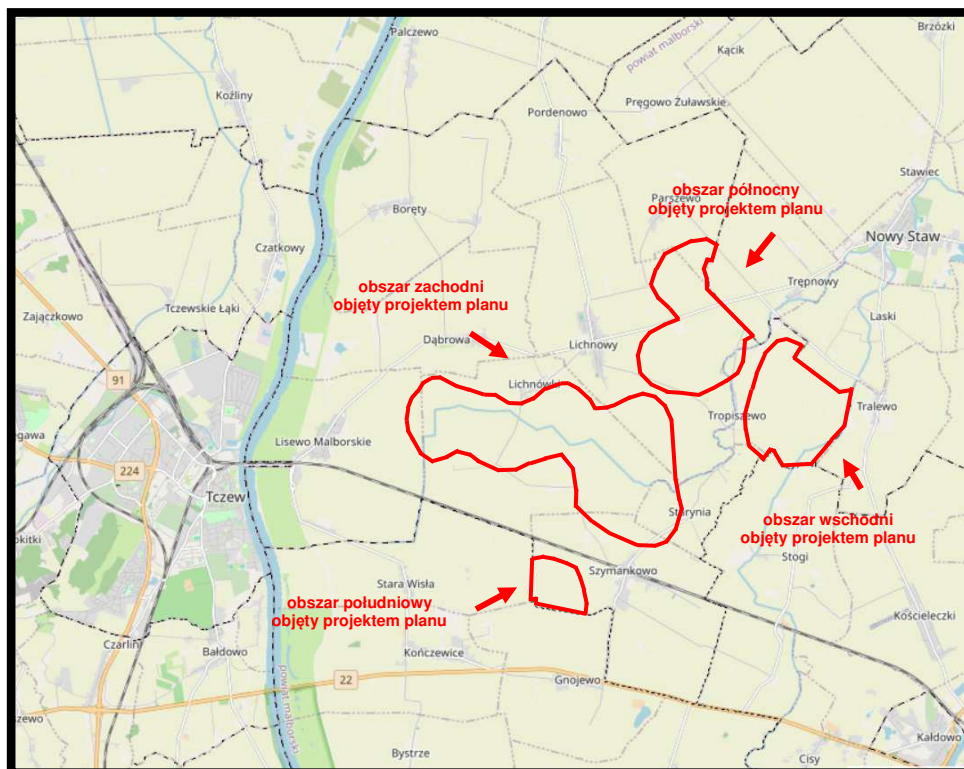 Palczewo
Brzózki
powiat malborski
Kącik
Koźliny
Pręgowo Żuławskie
Pordenowo
Stawiec
obszar północny
objęty projektem planu
Parszewo
Boręty
Nowy Staw
Czatkowy
Trępnowy
obszar zachodni
objęty projektem planu
Tczewskie Łąki
Zajączkowo
Laski
Dąbrowa
Lichnowy
91
Lichnówki
Tropiszewo
Tralewo
Lisewo Malborskie
224
Tczew
Starynia
obszar wschodni
objęty projektem planu
Stogi
Szymankowo
Stara Wisła
obszar południowy
objęty projektem planu
Kościeleczki
Czarlin
Bałdowo
Kończewice
powiat malborski
22
Gnojewo
Kałdowo
Bystrze
Cisy